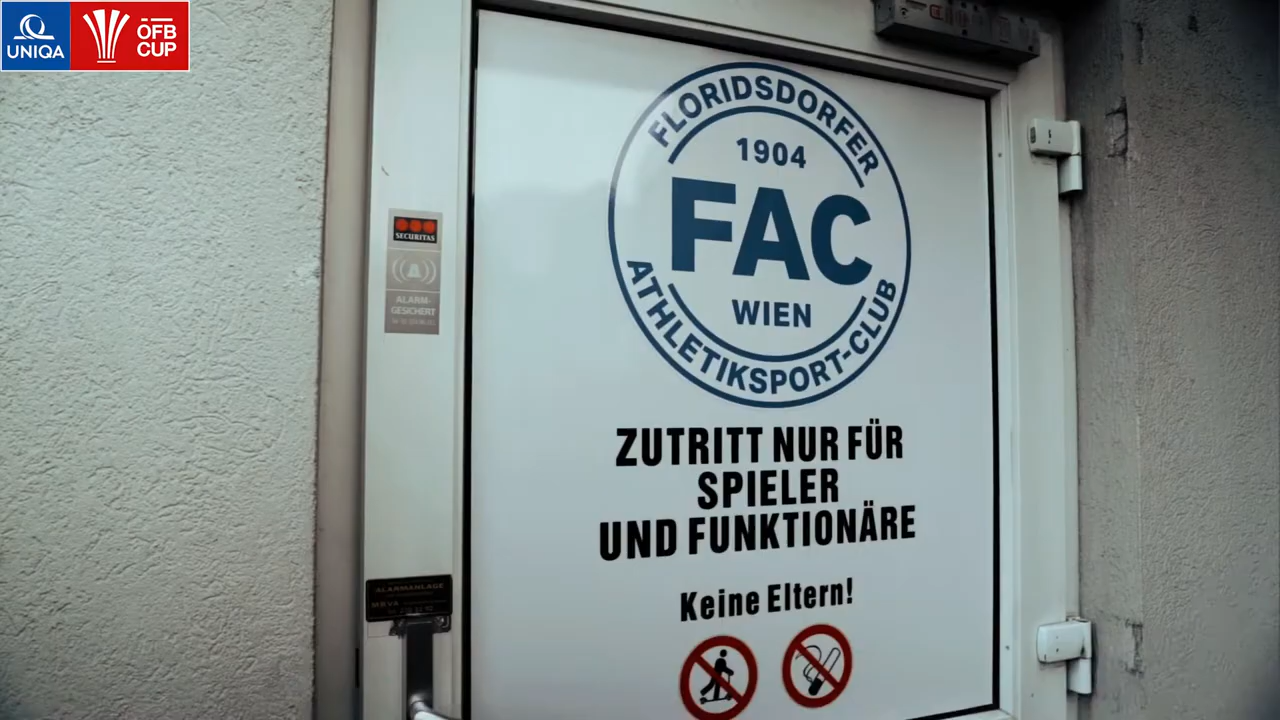 UNIQA
ÖFB
CUP
FLORIDSDORFER
1904
FAC
WIEN
ATHLETIKSPORT-CLUB
SECURITAS
ALARM-
GESICHERT
ZUTRITT NUR FÜR
SPIELER
UND FUNKTIONÄRE
ALARMANLAGE
Keine Eltern!